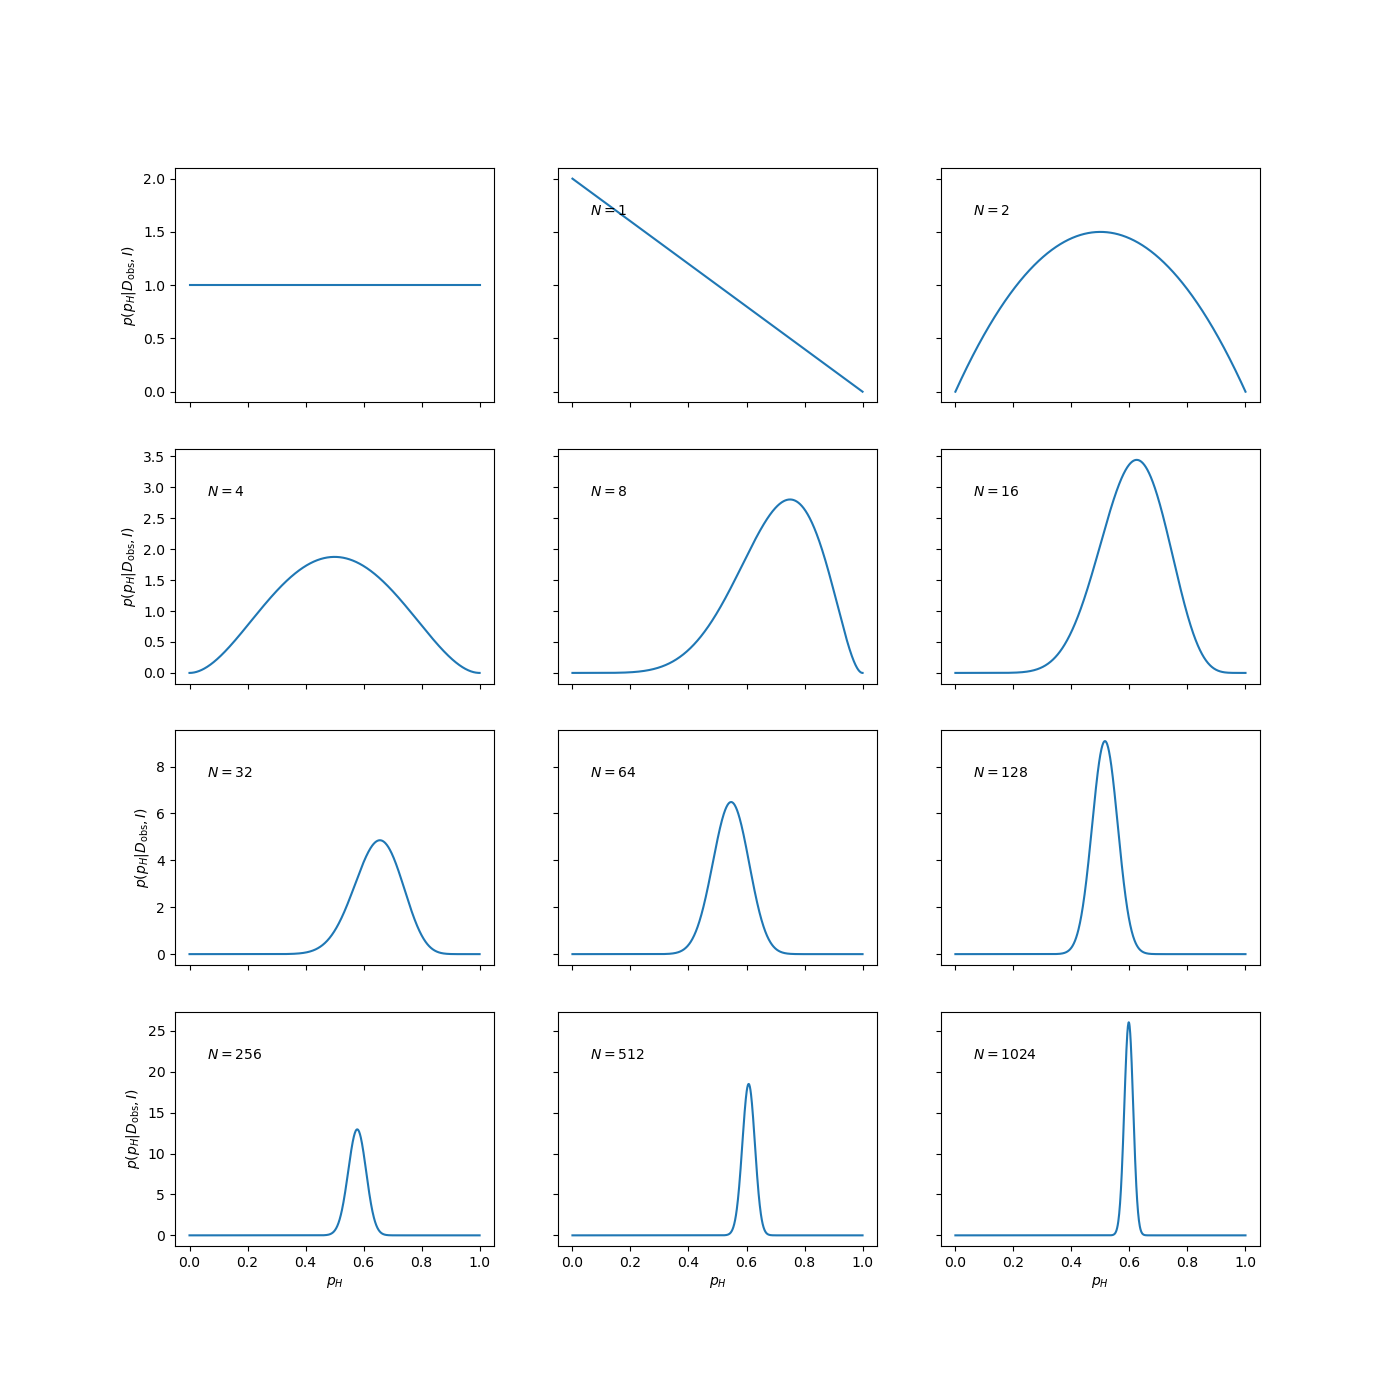 2.0
1.5
1.0
0.5
0.0
p(p_H|D_obs, I)
N = 1
N = 2
3.5
3.0
2.5
2.0
1.5
1.0
0.5
0.0
p(p_H|D_obs, I)
N = 4
N = 8
N = 16
8
6
4
2
0
p(p_H|D_obs, I)
N = 32
N = 64
N = 128
25
20
15
10
5
0
p(p_H|D_obs, I)
N = 256
N = 512
N = 1024
0.0 0.2 0.4 0.6 0.8 1.0
p_H
0.0 0.2 0.4 0.6 0.8 1.0
p_H
0.0 0.2 0.4 0.6 0.8 1.0
p_H